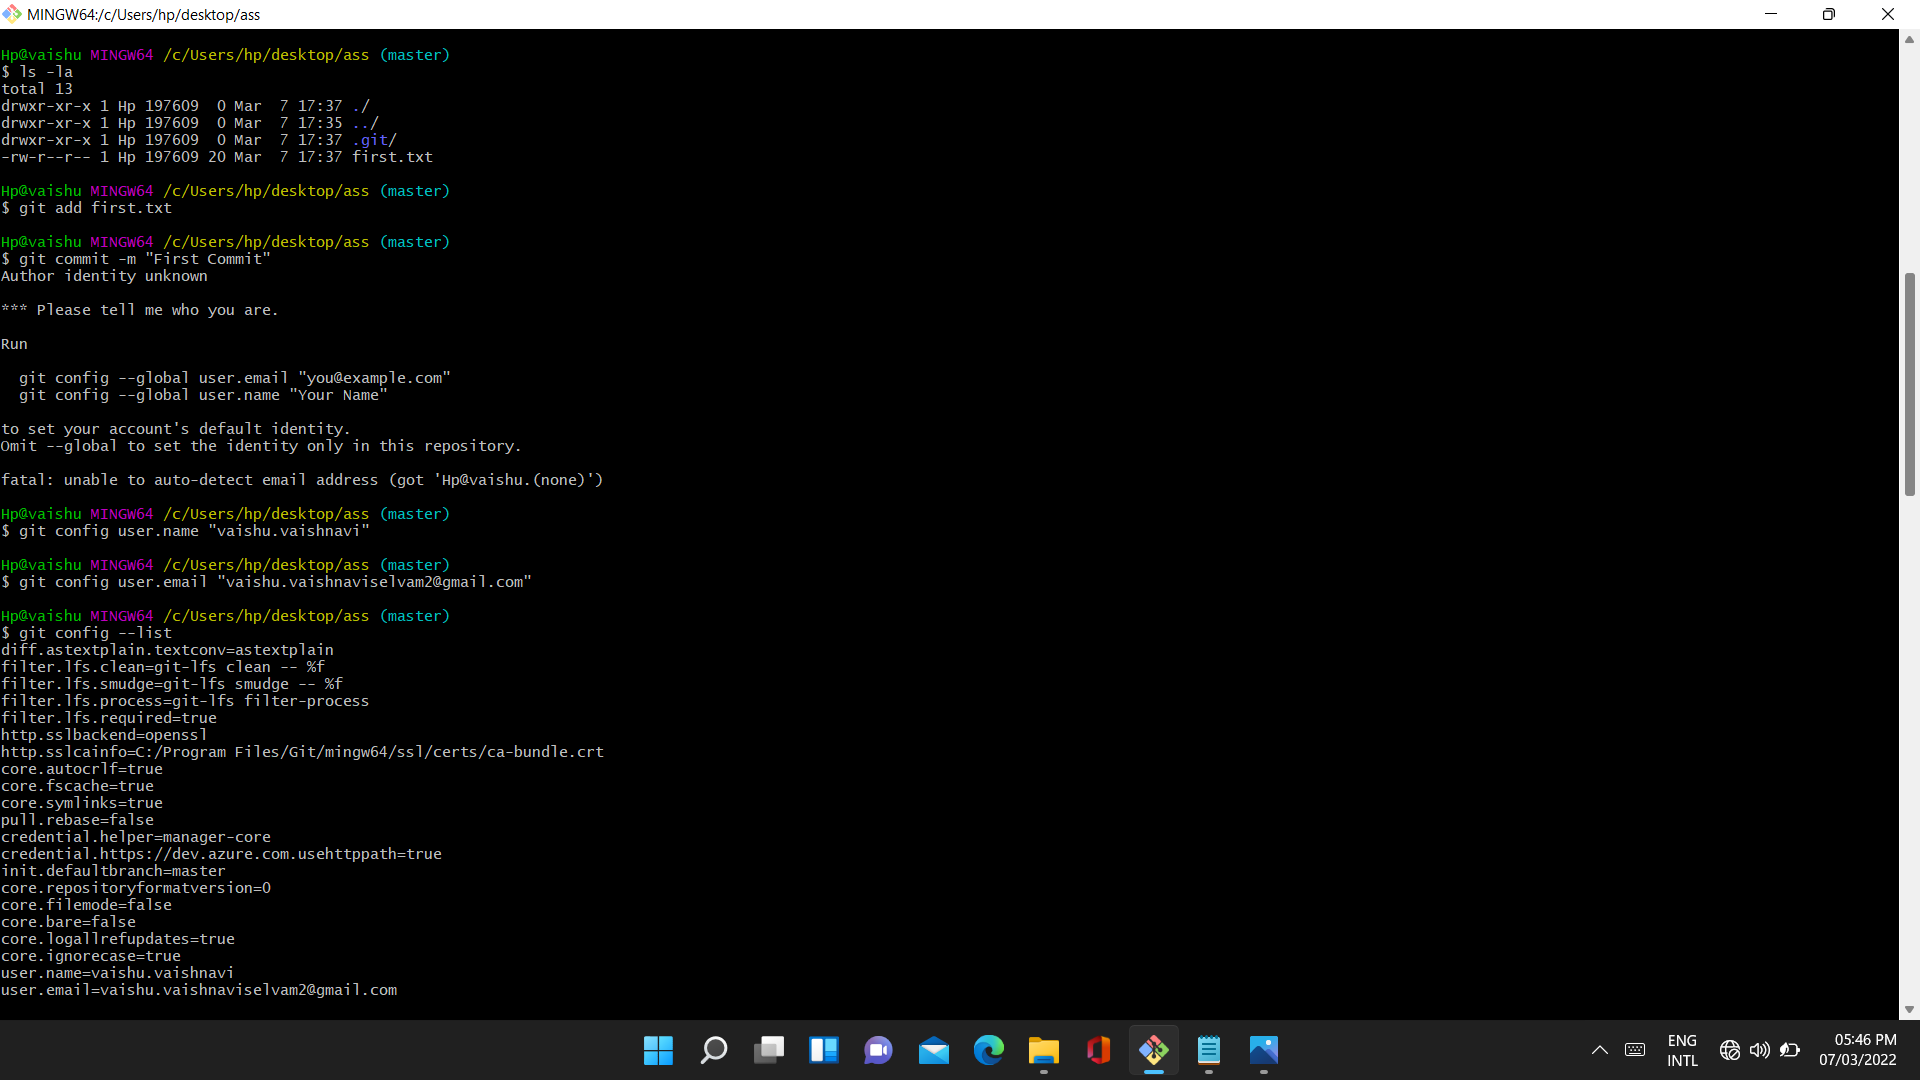 MINGW64:/c/Users/hp/desktop/ass
Hp@vaishu MINGW64 /c/Users/hp/desktop/ass (master)
$ ls -la
total 13
drwxr-xr-x 1 Hp 197609  0 Mar  7 17:37 ./
drwxr-xr-x 1 Hp 197609  0 Mar  7 17:35 ../
drwxr-xr-x 1 Hp 197609  0 Mar  7 17:37 .git/
-rw-r--r-- 1 Hp 197609 20 Mar  7 17:37 first.txt
Hp@vaishu MINGW64 /c/Users/hp/desktop/ass (master)
$ git add first.txt
Hp@vaishu MINGW64 /c/Users/hp/desktop/ass (master)
$ git commit -m "First Commit"
Author identity unknown
*** Please tell me who you are.
Run
  git config --global user.email "you@example.com"
  git config --global user.name "Your Name"
to set your account's default identity.
Omit --global to set the identity only in this repository.
fatal: unable to auto-detect email address (got 'Hp@vaishu.(none)')
Hp@vaishu MINGW64 /c/Users/hp/desktop/ass (master)
$ git config user.name "vaishu.vaishnavi"
Hp@vaishu MINGW64 /c/Users/hp/desktop/ass (master)
$ git config user.email "vaishu.vaishnaviselvam2@gmail.com"
Hp@vaishu MINGW64 /c/Users/hp/desktop/ass (master)
$ git config --list
diff.astextplain.textconv=astextplain
filter.lfs.clean=git-lfs clean -- %f
filter.lfs.smudge=git-lfs smudge -- %f
filter.lfs.process=git-lfs filter-process
filter.lfs.required=true
http.sslbackend=openssl
http.sslcainfo=C:/Program Files/Git/mingw64/ssl/certs/ca-bundle.crt
core.autocrlf=true
core.fscache=true
core.symlinks=true
pull.rebase=false
credential.helper=manager-core
credential.https://dev.azure.com.usehttppath=true
init.defaultbranch=master
core.repositoryformatversion=0
core.filemode=false
core.bare=false
core.logallrefupdates=true
core.ignorecase=true
user.name=vaishu.vaishnavi
user.email=vaishu.vaishnaviselvam2@gmail.com
ENG
INTL
05:46 PM
07/03/2022